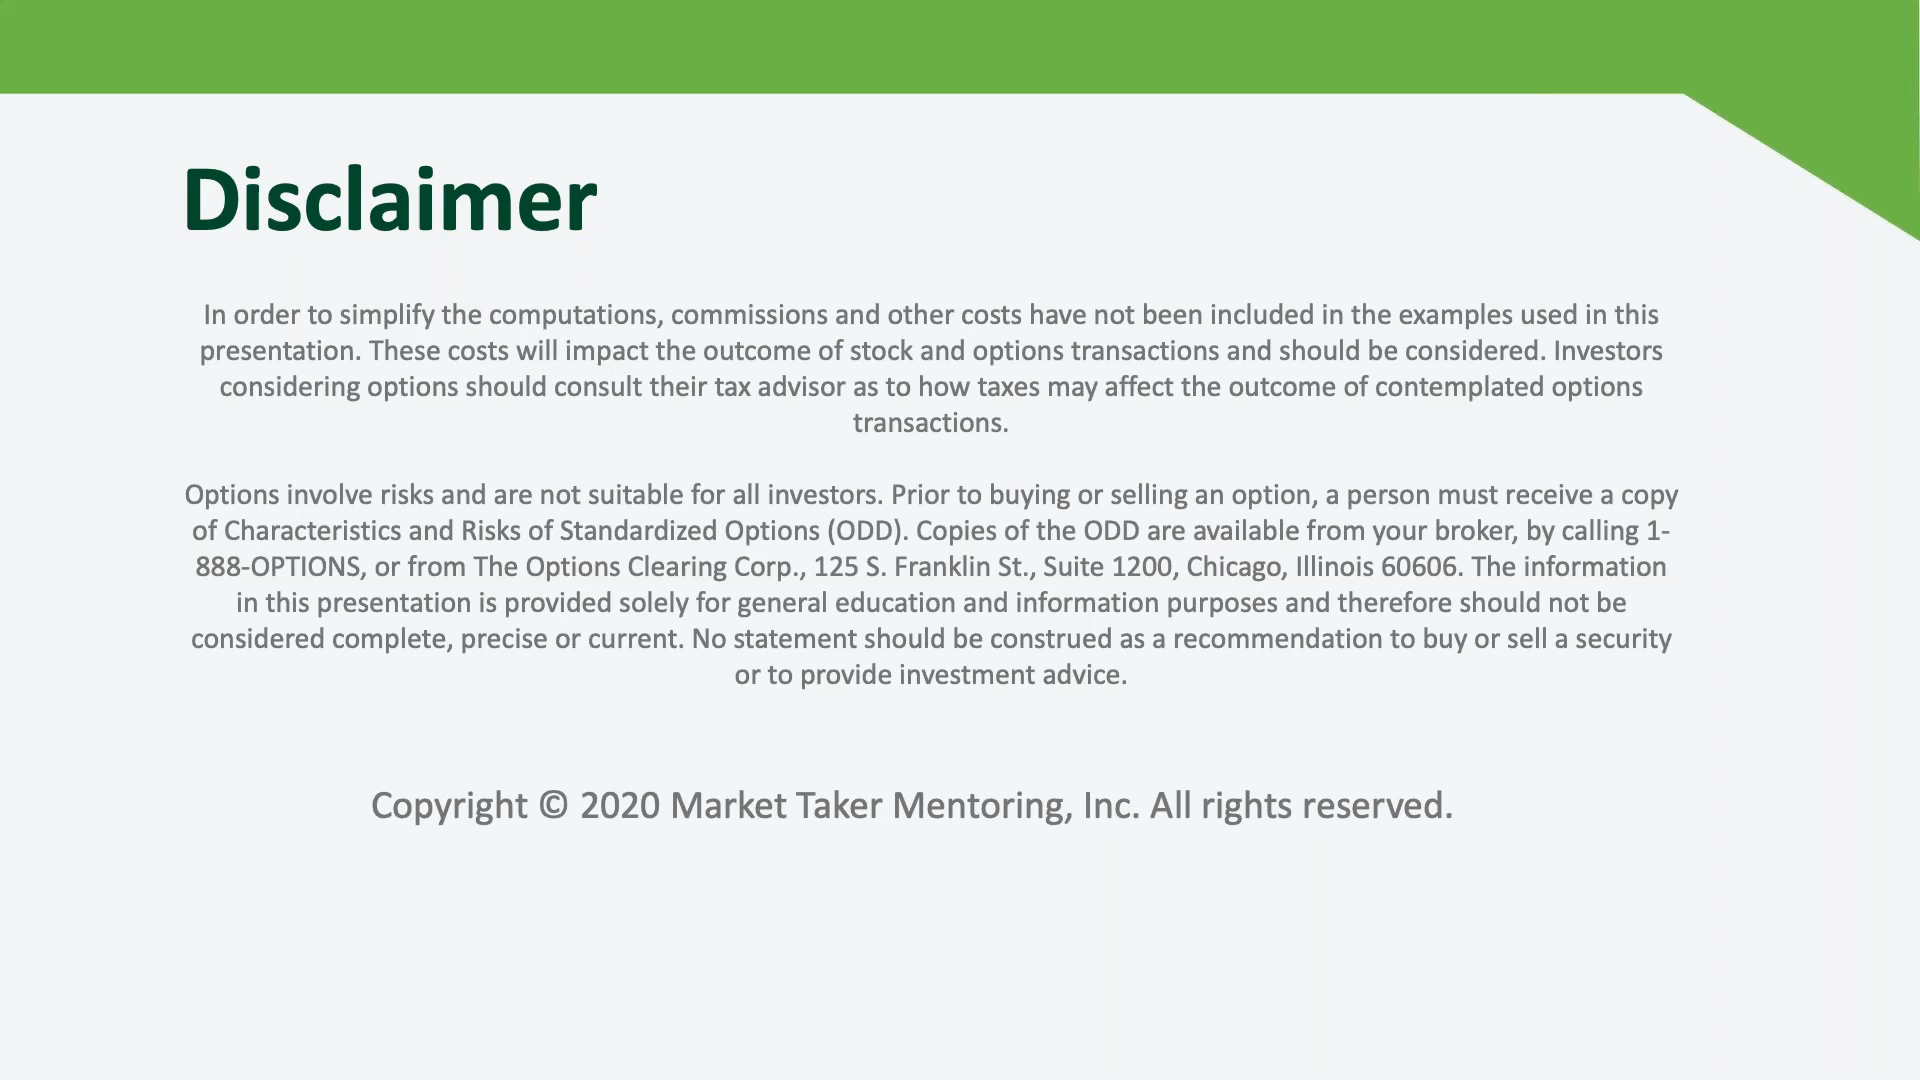 Disclaimer
In order to simplify the computations, commissions and other costs have not been included in the examples used in this
presentation. These costs will impact the outcome of stock and options transactions and should be considered. Investors
considering options should consult their tax advisor as to how taxes may affect the outcome of contemplated options
transactions.
Options involve risks and are not suitable for all investors. Prior to buying or selling an option, a person must receive a copy
of Characteristics and Risks of Standardized Options (ODD). Copies of the ODD are available from your broker, by calling 1-
888-OPTIONS, or from The Options Clearing Corp., 125 S. Franklin St., Suite 1200, Chicago, Illinois 60606. The information
in this presentation is provided solely for general education and information purposes and therefore should not be
considered complete, precise or current. No statement should be construed as a recommendation to buy or sell a security
or to provide investment advice.
Copyright © 2020 Market Taker Mentoring, Inc. All rights reserved.